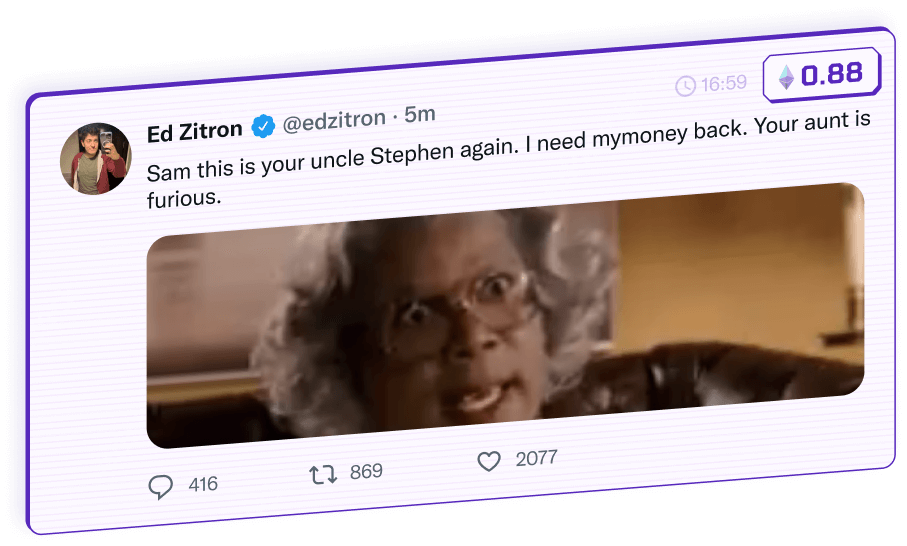 16:59
0.88
Ed Zitron @edzitron · 5m
Sam this is your uncle Stephen again. I need mymoney back. Your aunt is
furious.
416 869 2077